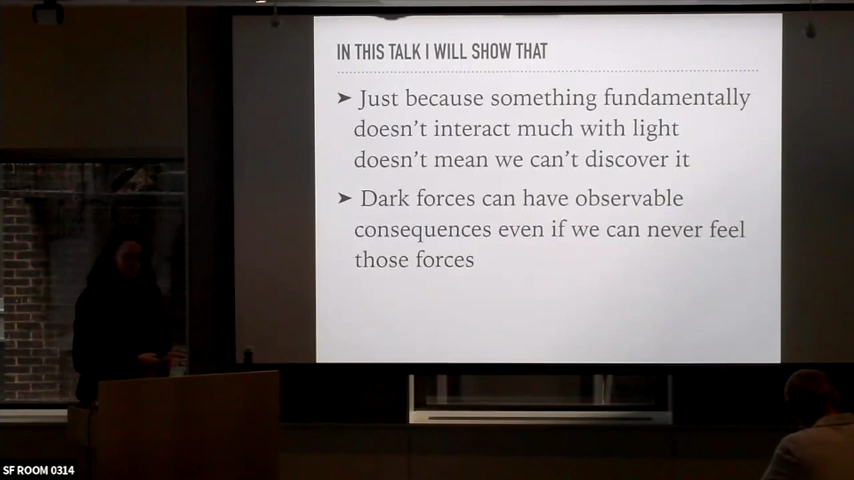 IN THIS TALK I WILL SHOW THAT
➤ Just because something fundamentally
doesn't interact much with light
doesn't mean we can't discover it
➤ Dark forces can have observable
consequences even if we can never feel
those forces
SF ROOM 0314